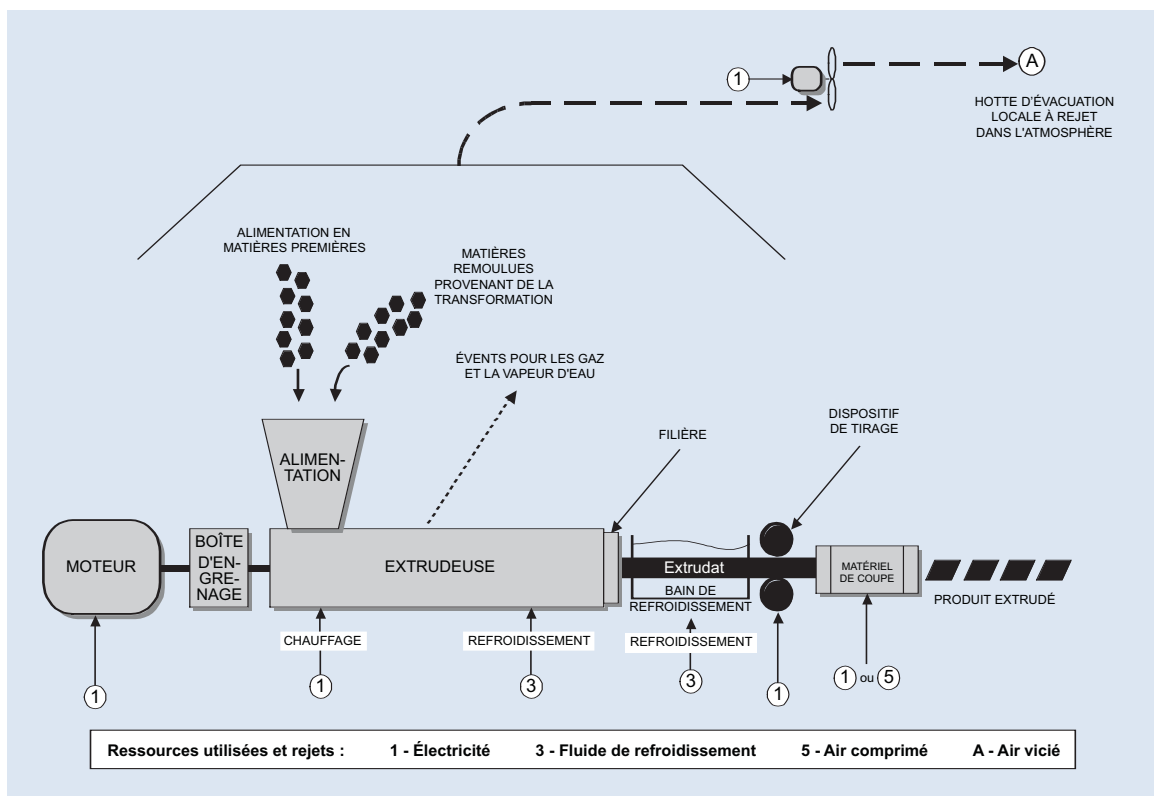 1
A
HOTTE D'ÉVACUATION
LOCALE À REJET
DANS L'ATMOSPHÈRE
ALIMENTATION EN
MATIÈRES PREMIÈRES
MATIÈRES
REMOULUES
PROVENANT DE LA
TRANSFORMATION
ÉVENTS POUR LES GAZ
ET LA VAPEUR D'EAU
DISPOSITIF
DE TIRAGE
FILIÈRE
ALIMEN-
TATION
MOTEUR
BOÎTE
D'EN-
GRE-
NAGE
EXTRUDEUSE
Extrudat
BAIN DE
REFROIDISSEMENT
MATÉRIEL
DE COUPE
PRODUIT EXTRUDÉ
CHAUFFAGE
REFROIDISSEMENT
REFROIDISSEMENT
1
1
3
3
1
1 ou 5
Ressources utilisées et rejets : 1 - Électricité 3 - Fluide de refroidissement 5 - Air comprimé A - Air vicié